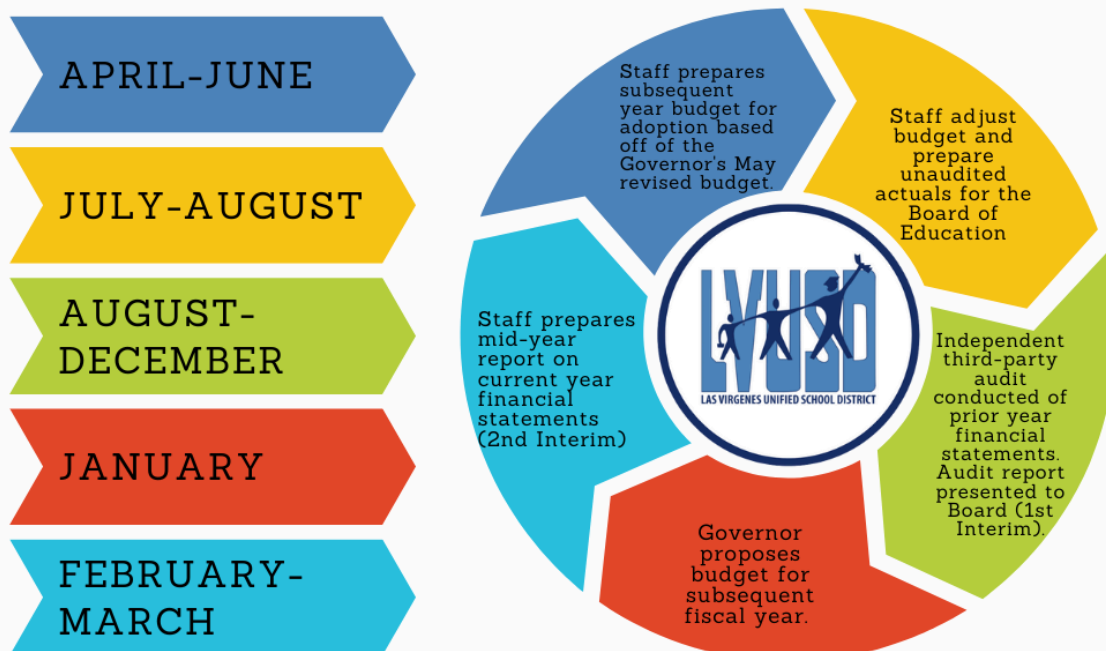 APRIL-JUNE
JULY-AUGUST
AUGUST-
DECEMBER
JANUARY
FEBRUARY-
MARCH
Staff prepares
subsequent
year budget for
adoption based
off of the
Governor's May
revised budget.
Staff adjust
budget and
prepare
unaudited
actuals for the
Board of
Education
Independent
third-party
audit
conducted of
prior year
financial
statements.
Audit report
presented to
Board (1st
Interim).
Governor
proposes
budget for
subsequent
fiscal year.
Staff prepares
mid-year
report on
current year
financial
statements
(2nd Interim)
LVUSD
LAS VIRGENES UNIFIED SCHOOL DISTRICT